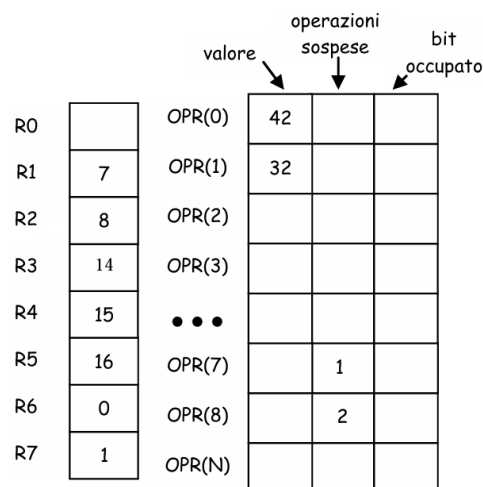 operazioni
sospese
valore
bit
occupato
R0
OPR(0) 42
R1 7
OPR(1) 32
R2 8
OPR(2)
R3 14
OPR(3)
R4 15
•••
R5 16
OPR(7) 1
R6 0
OPR(8) 2
R7 1
OPR(N)